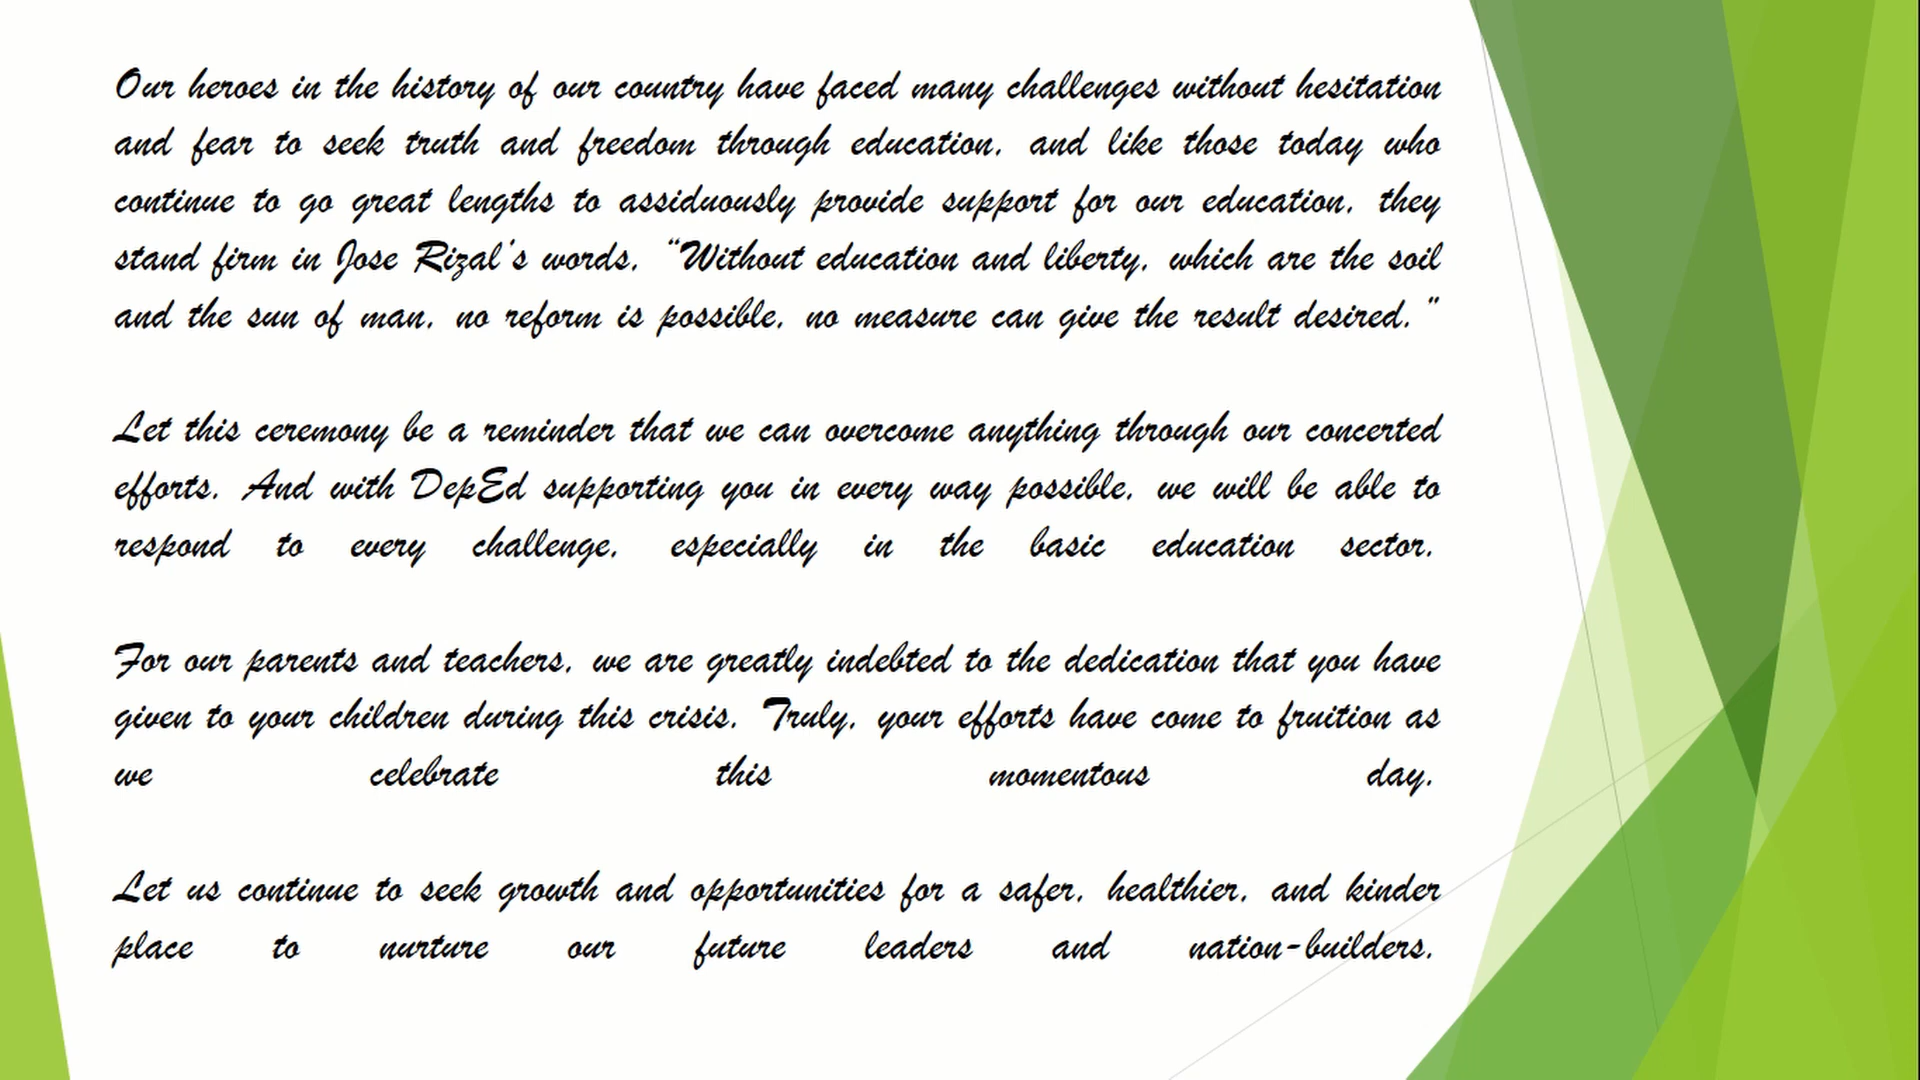 Our heroes in the history of our country have faced many challenges without hesitation
and fear to seek truth and freedom through education, and like those today who
continue to go great lengths to assiduously provide support for our education, they
stand firm in Jose Rizal's words, "Without education and liberty, which are the soil
and the sun of man, no reform is possible, no measure can give the result desired."
Let this ceremony be a reminder that we can overcome anything through our concerted
efforts. And with DepEd supporting you in every way possible, we will be able to
respond to every challenge, especially in the basic education sector.
For our parents and teachers, we are greatly indebted to the dedication that you have
given to your children during this crisis. Truly, your efforts have come to fruition as
we celebrate this momentous day.
Let us continue to seek growth and opportunities for a safer, healthier, and kinder
place to nurture our future leaders and nation-builders.